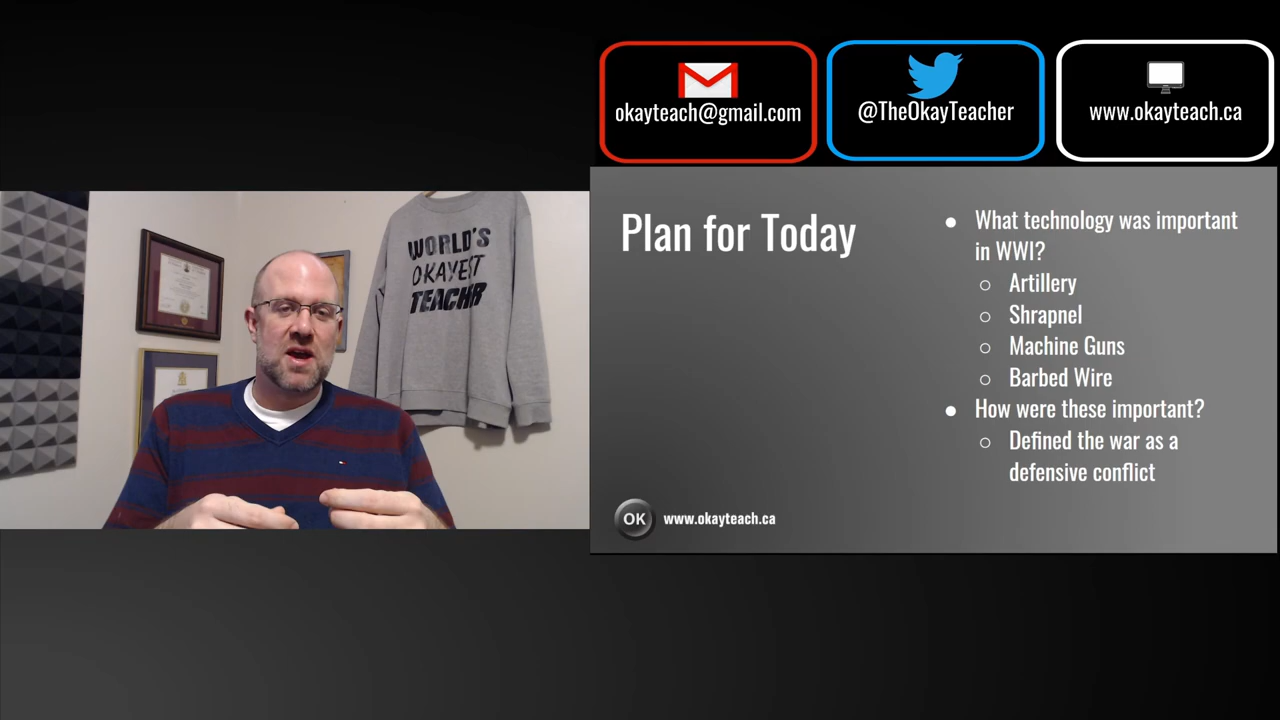 okayteach@gmail.com
@TheOkayTeacher
www.okayteach.ca
WORLD'S
OKAYEST
TEACHR
Plan for Today
● What technology was important
in WWI?
○ Artillery
○ Shrapnel
○ Machine Guns
○ Barbed Wire
● How were these important?
○ Defined the war as a
defensive conflict
OK www.okayteach.ca